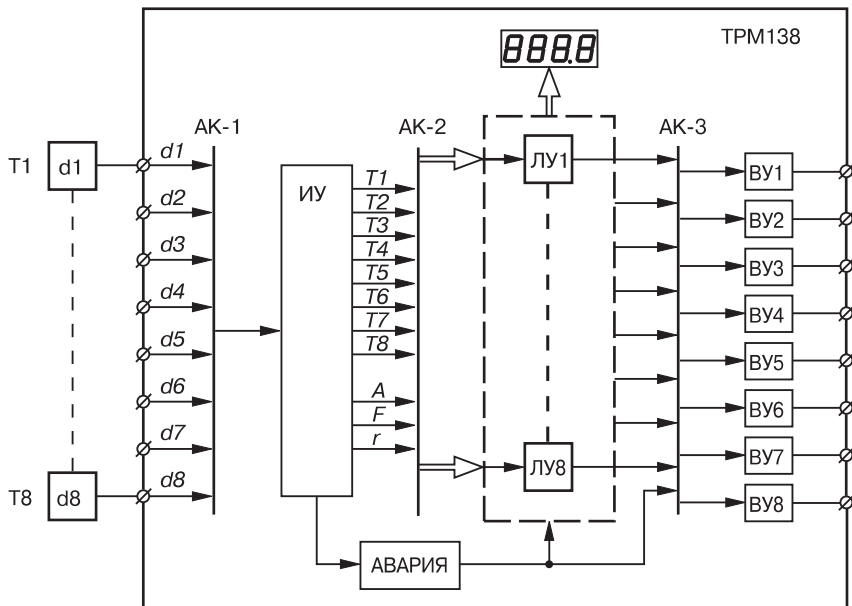 ТРМ138
888.8
АК-1
АК-2
АК-3
Т1
d1
d1
d2
d3
d4
d5
d6
d7
d8
Т8
d8
ИУ
T1
T2
T3
T4
T5
T6
T7
T8
A
F
r
ЛУ1
ЛУ8
АВАРИЯ
ВУ1
ВУ2
ВУ3
ВУ4
ВУ5
ВУ6
ВУ7
ВУ8